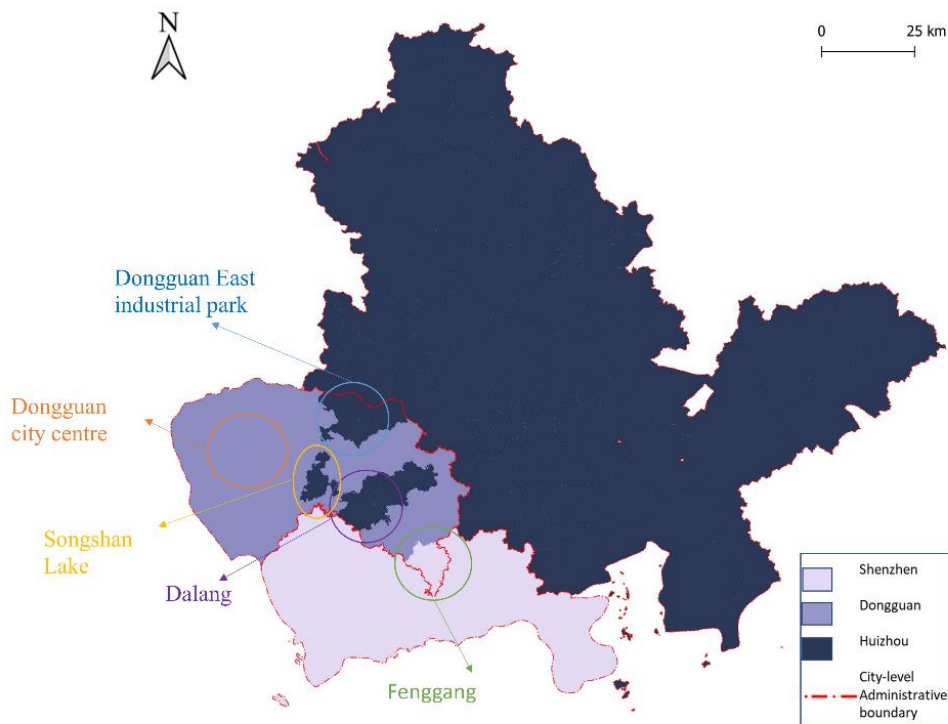 N
0 25 km
Dongguan East
industrial park
Dongguan
city centre
Songshan
Lake
Dalang
Fenggang
Shenzhen
Dongguan
Huizhou
City-level
Administrative
boundary